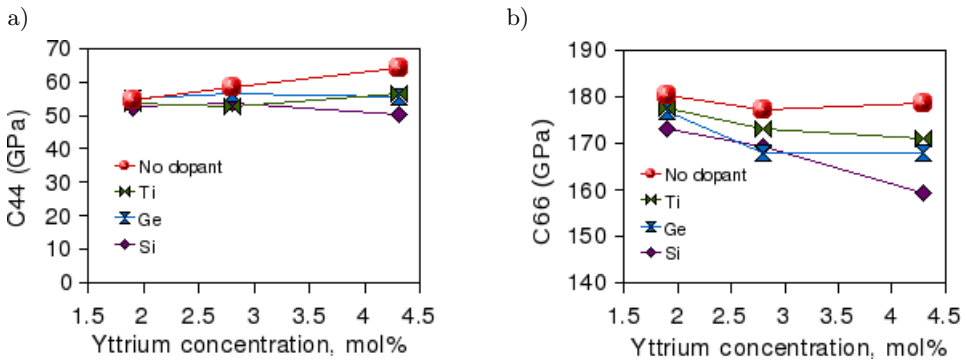 a)
C44 (GPa)
70
60
50
40
30
20
10
0
No dopant
Ti
Ge
Si
1.5 2 2.5 3 3.5 4 4.5
Yttrium concentration, mol%
b)
C66 (GPa)
190
180
170
160
150
140
No dopant
Ti
Ge
Si
1.5 2 2.5 3 3.5 4 4.5
Yttrium concentration, mol%